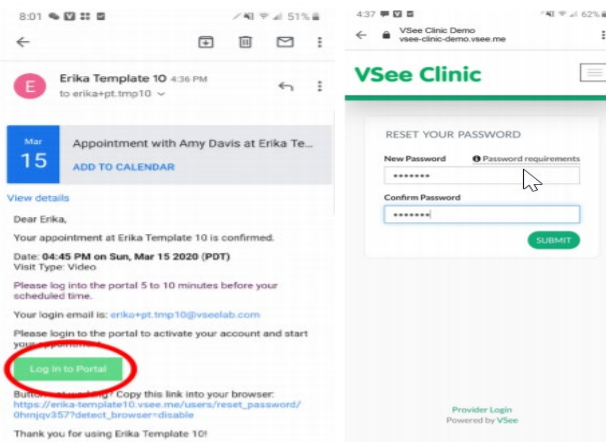 8:01
51%
Erika Template 10 4:36 PM
to erika+pt.tmp10
E
Mar
15
Appointment with Amy Davis at Erika Te...
ADD TO CALENDAR
View details
Dear Erika,
Your appointment at Erika Template 10 is confirmed.
Date: 04:45 PM on Sun, Mar 15 2020 (PDT)
Visit Type: Video
Please log into the portal 5 to 10 minutes before your
scheduled time.
Your login email is: erika+pt.tmp10@vseelab.com
Please login to the portal to activate your account and start
your
Log In to Portal
Copy this link into your browser:
https://erika-template10.vsee.me/users/reset_password/
0hmjqv357?detect_browser=disable
Thank you for using Erika Template 10!
4:37
62%
VSee Clinic Demo
vsee-clinic-demo.vsee.me
VSee Clinic
RESET YOUR PASSWORD
New Password Password requirements
Confirm Password
SUBMIT
Provider Login
Powered by VSee